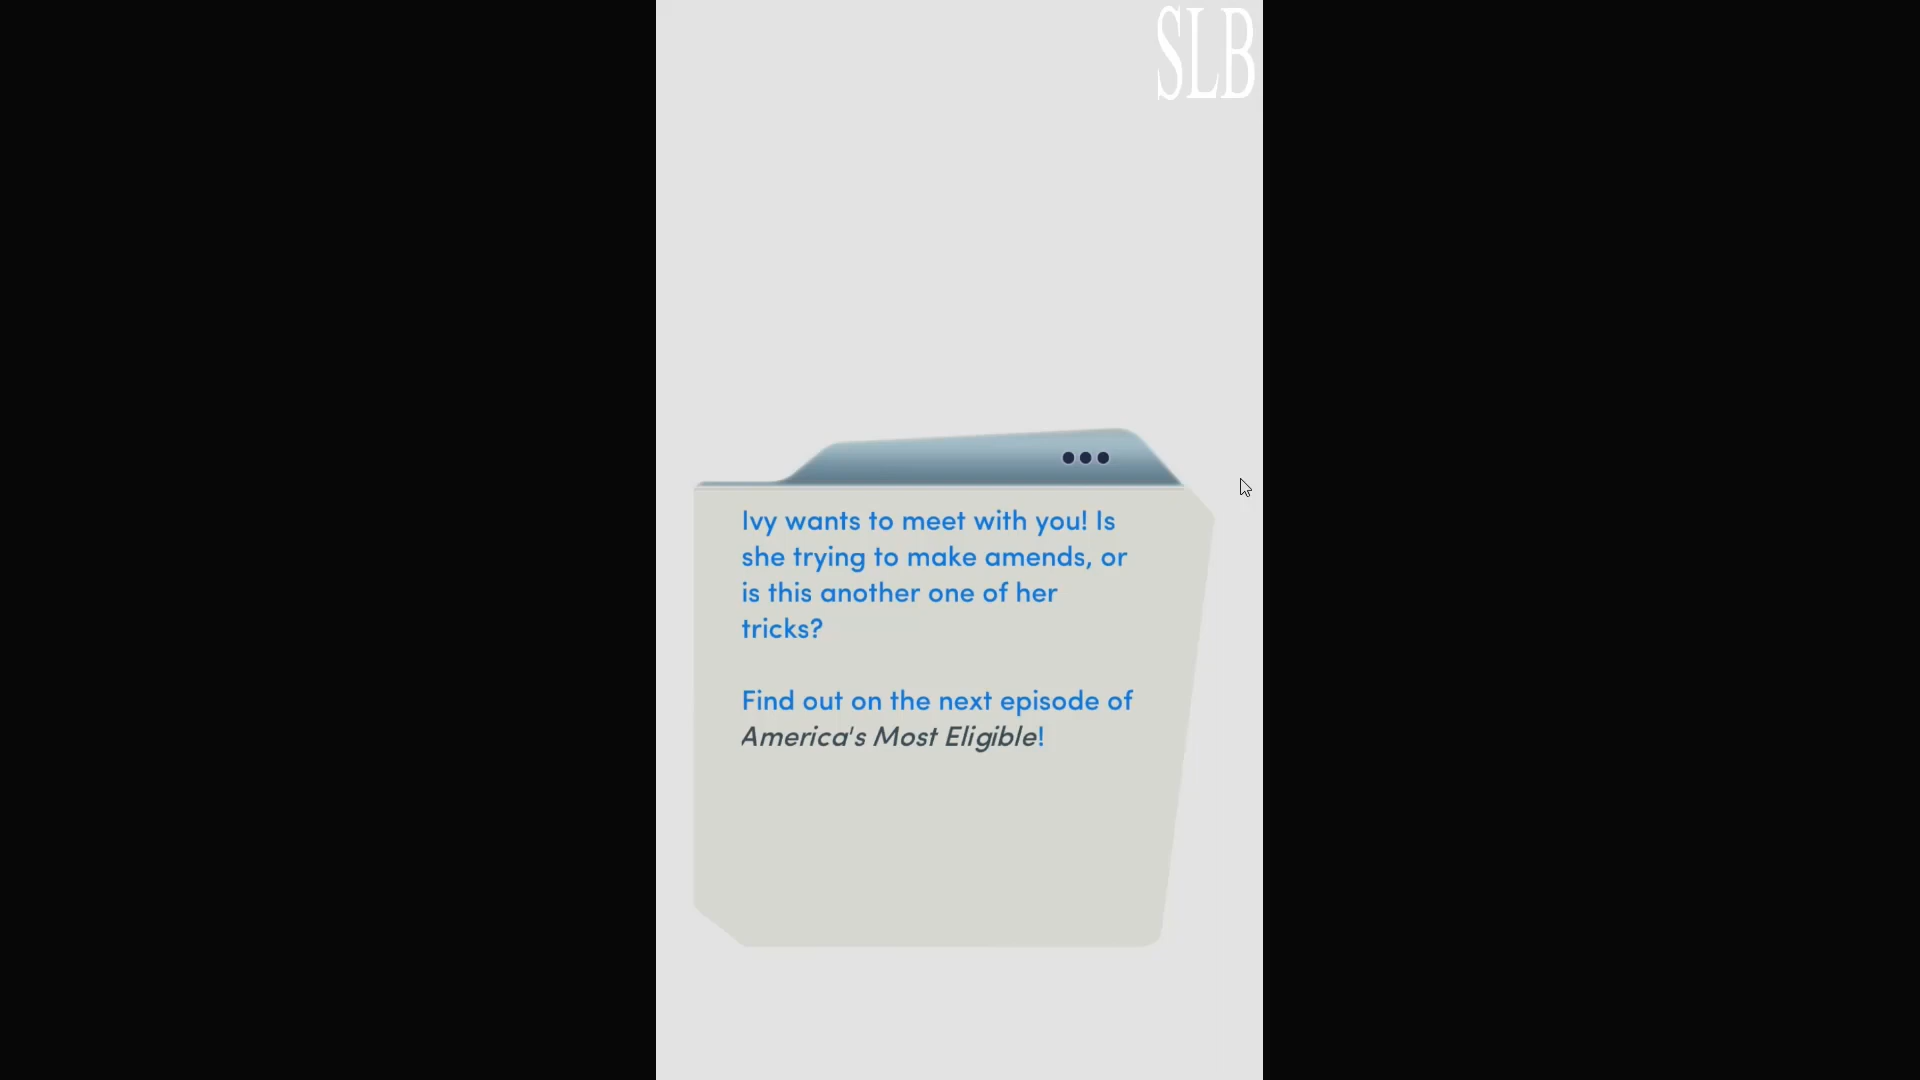 SLB
Ivy wants to meet with you! Is
she trying to make amends, or
is this another one of her
tricks?
Find out on the next episode of
America's Most Eligible!